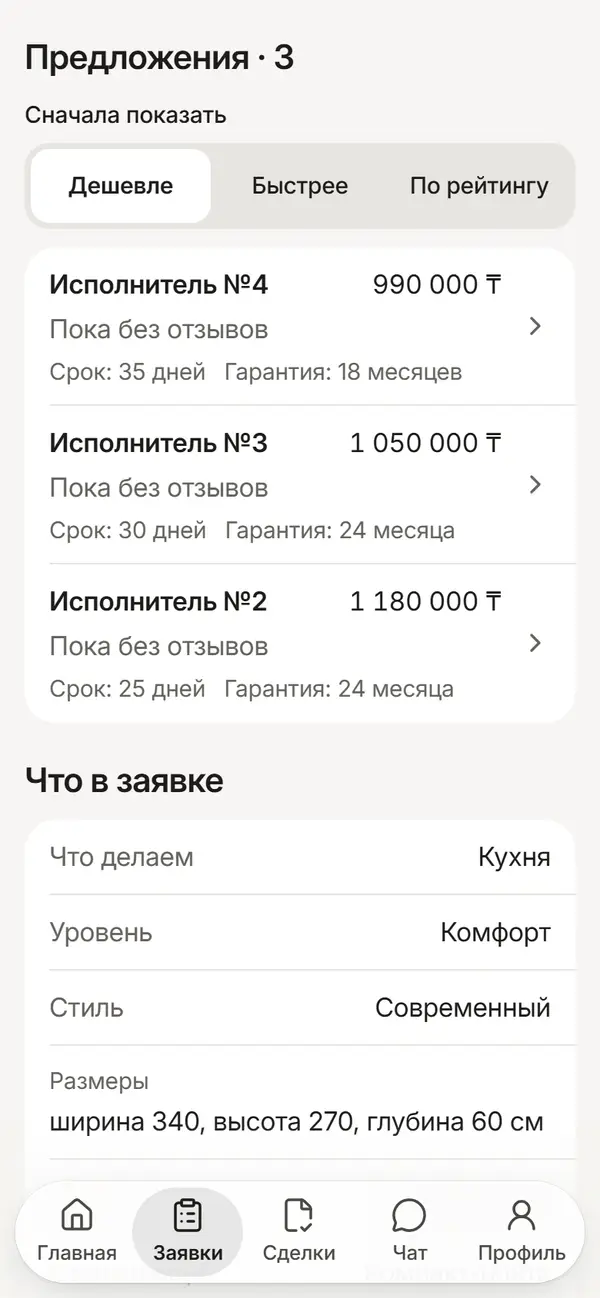 Предложения · 3
Сначала показать
Дешевле Быстрее По рейтингу
Исполнитель №4 990 000 ₸
Пока без отзывов
Срок: 35 дней Гарантия: 18 месяцев
Исполнитель №3 1 050 000 ₸
Пока без отзывов
Срок: 30 дней Гарантия: 24 месяца
Исполнитель №2 1 180 000 ₸
Пока без отзывов
Срок: 25 дней Гарантия: 24 месяца
Что в заявке
Что делаем Кухня
Уровень Комфорт
Стиль Современный
Размеры
ширина 340, высота 270, глубина 60 см
Главная Заявки Сделки Чат Профиль